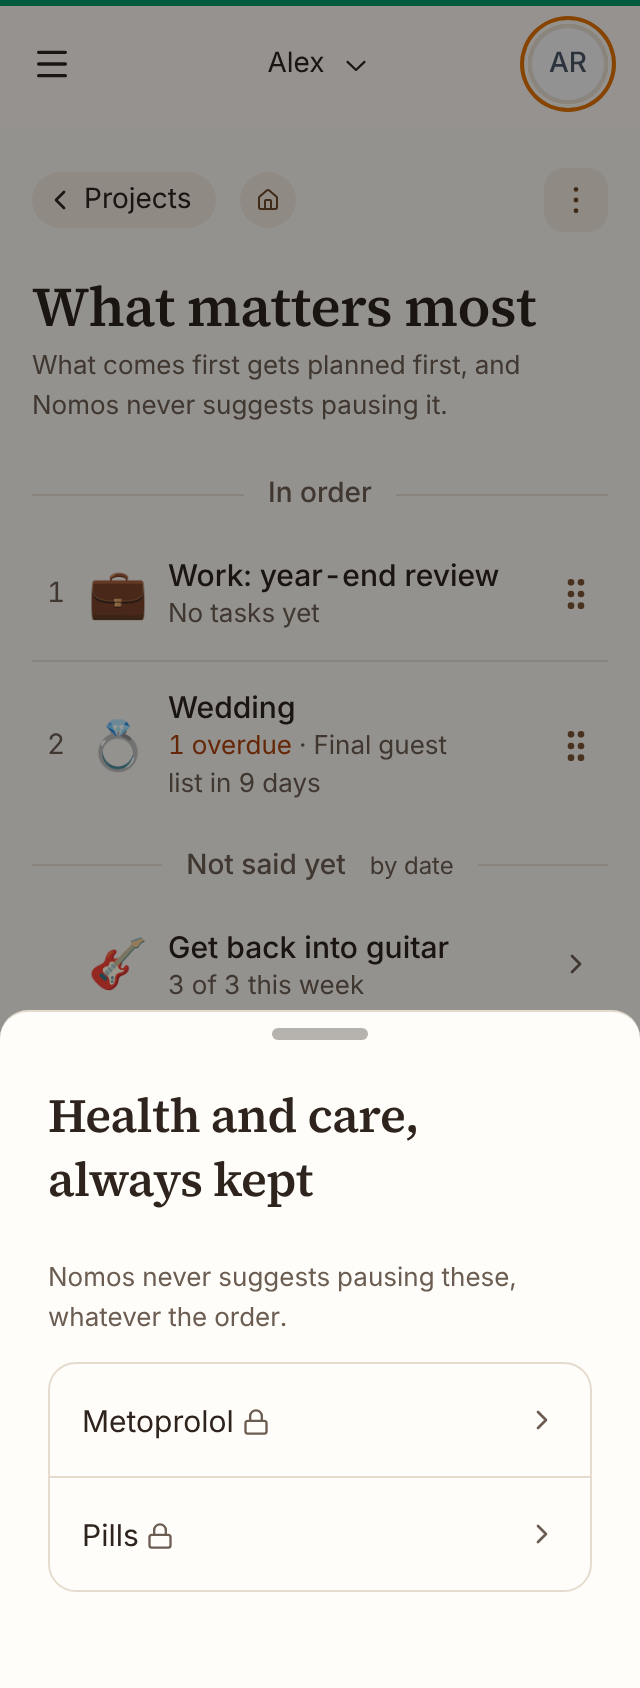 Alex
AR
Projects
What matters most
What comes first gets planned first, and
Nomos never suggests pausing it.
In order
1
Work: year-end review
No tasks yet
2
Wedding
1 overdue · Final guest
list in 9 days
Not said yet by date
Get back into guitar
3 of 3 this week
Health and care,
always kept
Nomos never suggests pausing these,
whatever the order.
Metoprolol
Pills